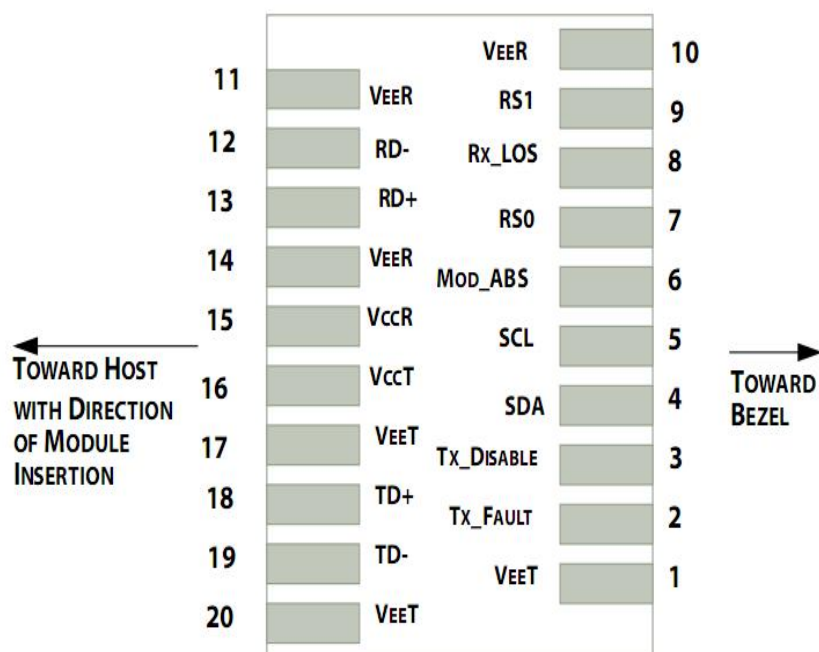 11 VEER
12 RD-
13 RD+
14 VEER
15 VCCR
16 VCCT
17 VEET
18 TD+
19 TD-
20 VEET
VEER 10
RS1 9
RX_LOS 8
RS0 7
MOD_ABS 6
SCL 5
SDA 4
TX_DISABLE 3
TX_FAULT 2
VEET 1
TOWARD HOST
WITH DIRECTION
OF MODULE
INSERTION
TOWARD
BEZEL